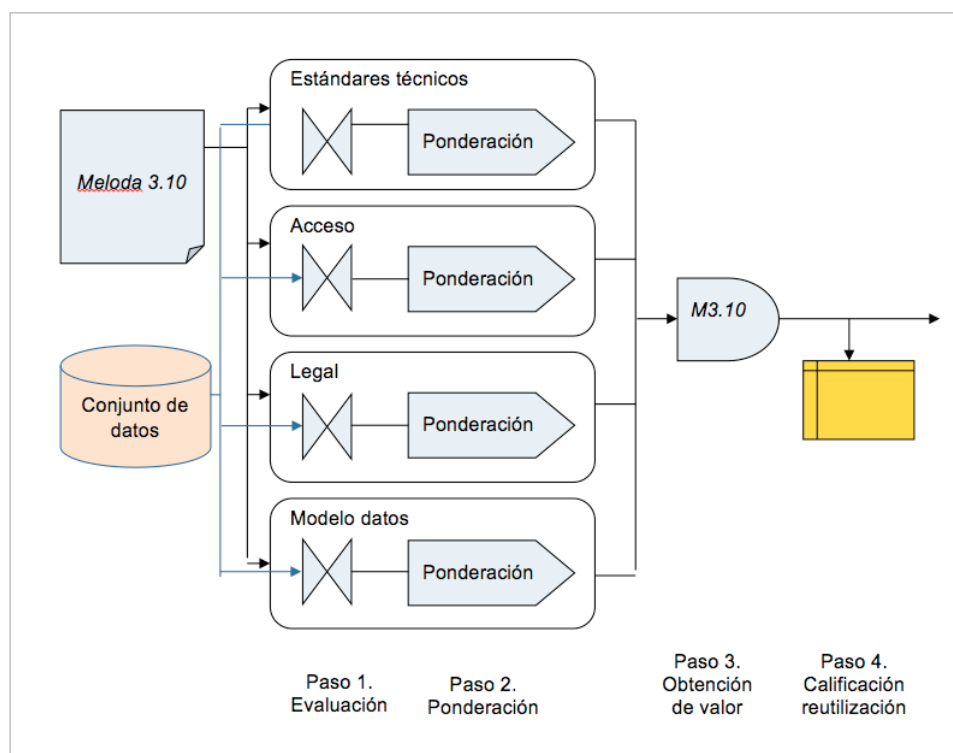 Estándares técnicos
Ponderación
Meloda 3.10
Acceso
Ponderación
M3.10
Legal
Conjunto de
datos
Ponderación
Modelo datos
Ponderación
Paso 1.
Evaluación
Paso 2.
Ponderación
Paso 3.
Obtención
de valor
Paso 4.
Calificación
reutilización